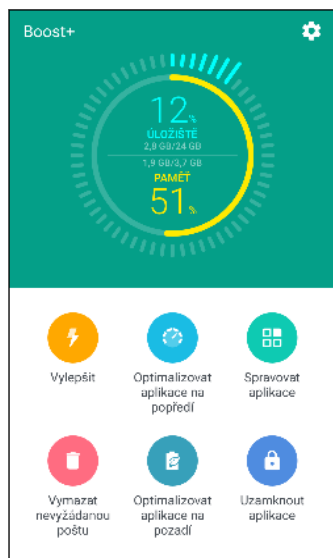 Boost+
12%
ÚLOŽIŠTĚ
2,8 GB/24 GB
1,9 GB/3,7 GB
PAMĚŤ
51%
Vylepšit
Optimalizovat
aplikace na
popředí
Spravovat
aplikace
Vymazat
nevyžádanou
poštu
Optimalizovat
aplikace na
pozadí
Uzamknout
aplikace